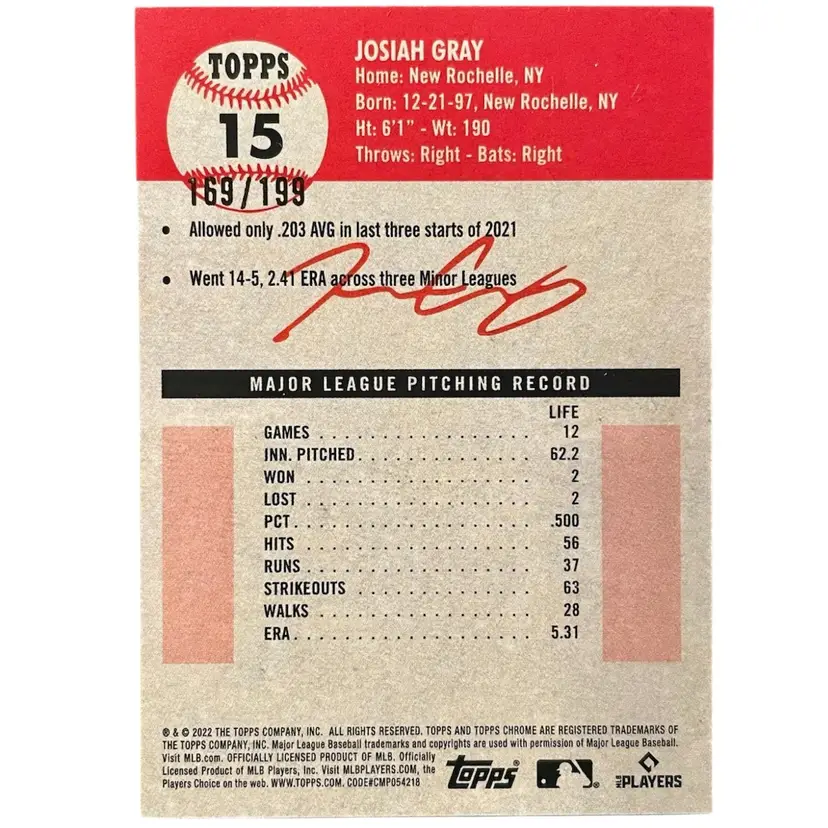 TOPPS
15
169/199
JOSIAH GRAY
Home: New Rochelle, NY
Born: 12-21-97, New Rochelle, NY
Ht: 6'1" - Wt: 190
Throws: Right - Bats: Right
• Allowed only .203 AVG in last three starts of 2021
• Went 14-5, 2.41 ERA across three Minor Leagues
MAJOR LEAGUE PITCHING RECORD
LIFE
GAMES . . . . . . . . . . . . . . . . . 12
INN. PITCHED. . . . . . . . . . . . . . 62.2
WON . . . . . . . . . . . . . . . . . . 2
LOST . . . . . . . . . . . . . . . . . 2
PCT. . . . . . . . . . . . . . . . . . .500
HITS . . . . . . . . . . . . . . . . . 56
RUNS . . . . . . . . . . . . . . . . . 37
STRIKEOUTS . . . . . . . . . . . . . . 63
WALKS . . . . . . . . . . . . . . . . . 28
ERA. . . . . . . . . . . . . . . . . . 5.31
® & © 2022 THE TOPPS COMPANY, INC. ALL RIGHTS RESERVED. TOPPS AND TOPPS CHROME ARE REGISTERED TRADEMARKS OF
THE TOPPS COMPANY, INC. Major League Baseball trademarks and copyrights are used with permission of Major League Baseball.
Visit MLB.com. OFFICIALLY LICENSED PRODUCT OF MLB. Officially
Licensed Product of MLB Players, Inc. Visit MLBPLAYERS.COM, the
Players Choice on the web. WWW.TOPPS.COM. CODE#CMP054218
topps®
MLB PLAYERS